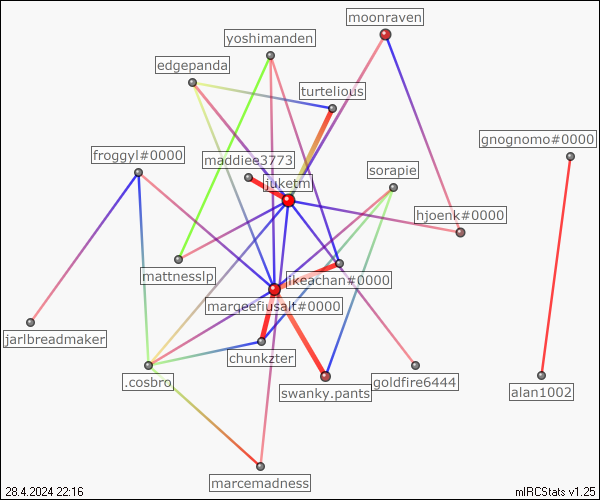 moonraven
yoshimanden
edgepanda
turtelious
gnognomo#0000
froggyl#0000
maddiee3773
sorapie
juketm
hjoenk#0000
mattnesslp
jkeachan#0000
margeefiusalt#0000
jarlbreadmaker
chunkzter
.cosbro
swanky.pants
goldfire6444
alan1002
marcemadness
28.4.2024 22:16
mIRCStats v1.25